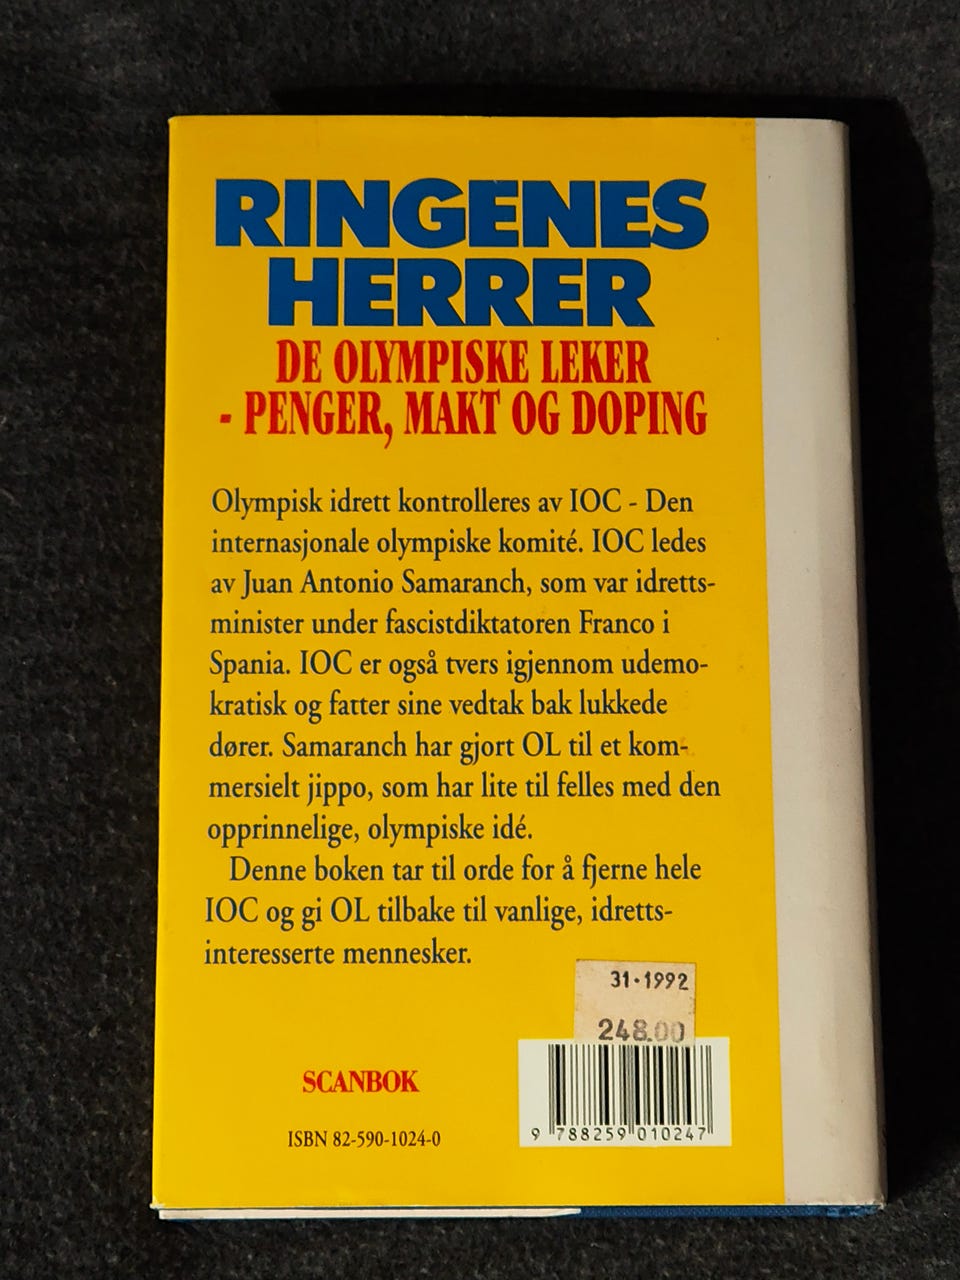 RINGENES
HERRER
DE OLYMPISKE LEKER
- PENGER, MAKT OG DOPING
Olympisk idrett kontrolleres av IOC - Den
internasjonale olympiske komité. IOC ledes
av Juan Antonio Samaranch, som var idretts-
minister under fascistdiktatoren Franco i
Spania. IOC er også tvers igjennom udemo-
kratisk og fatter sine vedtak bak lukkede
dører. Samaranch har gjort OL til et kom-
mersielt jippo, som har lite til felles med den
opprinnelige, olympiske idé.
Denne boken tar til orde for å fjerne hele
IOC og gi OL tilbake til vanlige, idretts-
interesserte mennesker.
31·1992
248.00
SCANBOK
ISBN 82-590-1024-0
9 788259 010247